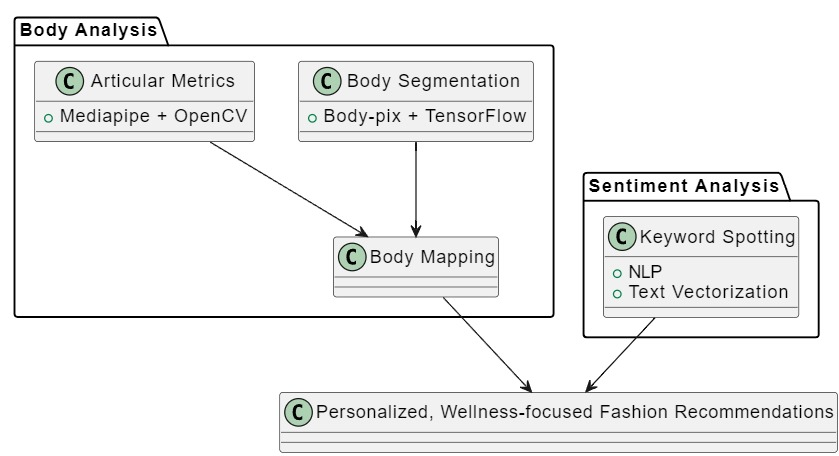 Body Analysis
C Articular Metrics
Mediapipe + OpenCV
C Body Segmentation
Body-pix + TensorFlow
C Body Mapping
Sentiment Analysis
C Keyword Spotting
NLP
Text Vectorization
C Personalized, Wellness-focused Fashion Recommendations